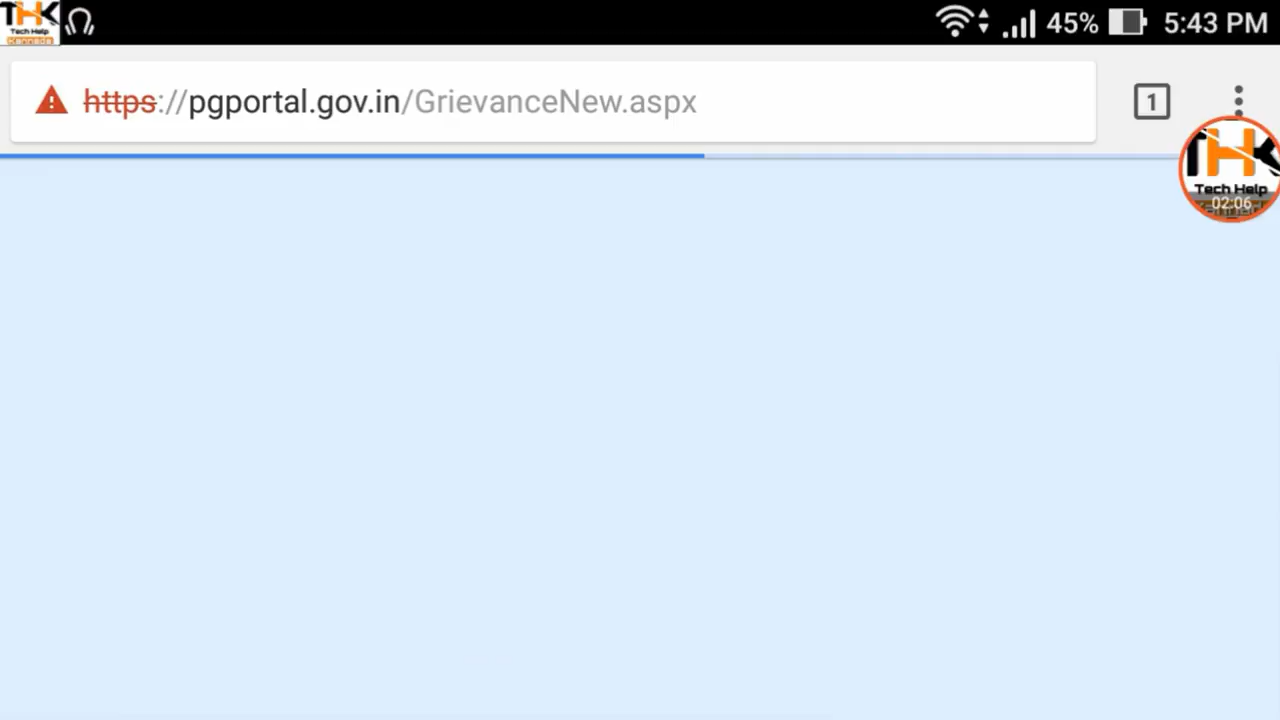 THK
Tech Help
Kannada
45%
5:43 PM
https://pgportal.gov.in/GrievanceNew.aspx
1
THK
Tech Help
02:06